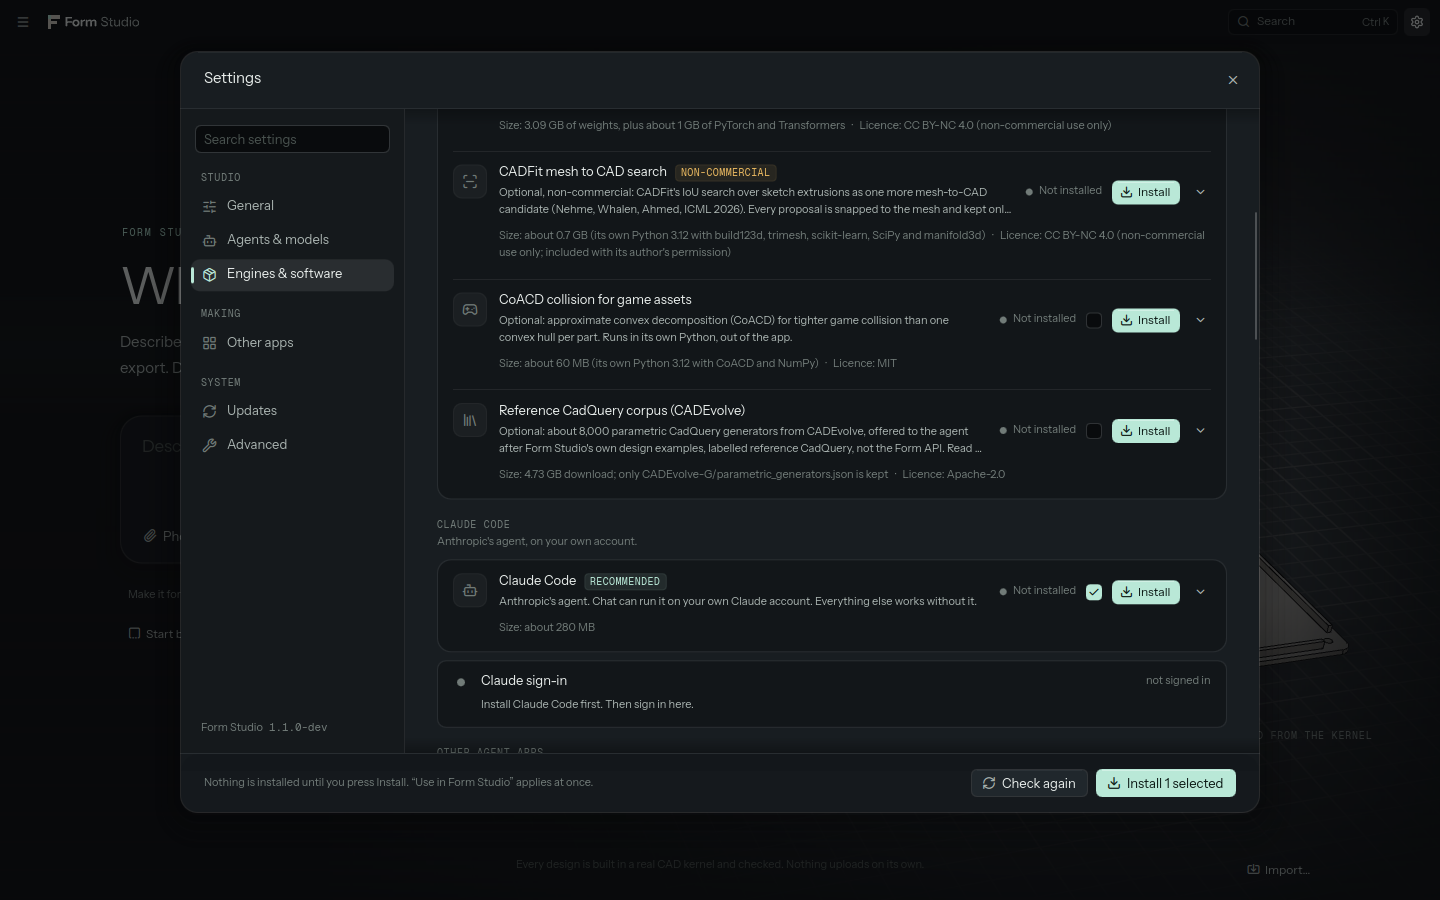 Form Studio
Search
Ctrl K
Settings
Search settings
STUDIO
General
Agents & models
Engines & software
MAKING
Other apps
SYSTEM
Updates
Advanced
Form Studio 1.1.0-dev
Size: 3.09 GB of weights, plus about 1 GB of PyTorch and Transformers · Licence: CC BY-NC 4.0 (non-commercial use only)
CADFit mesh to CAD search NON-COMMERCIAL
Optional, non-commercial: CADFit's IoU search over sketch extrusions as one more mesh-to-CAD
candidate (Nehme, Whalen, Ahmed, ICML 2026). Every proposal is snapped to the mesh and kept onl...
Not installed
Install
Size: about 0.7 GB (its own Python 3.12 with build123d, trimesh, scikit-learn, SciPy and manifold3d) · Licence: CC BY-NC 4.0 (non-commercial
use only; included with its author's permission)
CoACD collision for game assets
Optional: approximate convex decomposition (CoACD) for tighter game collision than one
convex hull per part. Runs in its own Python, out of the app.
Not installed
Install
Size: about 60 MB (its own Python 3.12 with CoACD and NumPy) · Licence: MIT
Reference CadQuery corpus (CADEvolve)
Optional: about 8,000 parametric CadQuery generators from CADEvolve, offered to the agent
after Form Studio's own design examples, labelled reference CadQuery, not the Form API. Read ...
Not installed
Install
Size: 4.73 GB download; only CADEvolve-G/parametric_generators.json is kept · Licence: Apache-2.0
CLAUDE CODE
Anthropic's agent, on your own account.
Claude Code RECOMMENDED
Anthropic's agent. Chat can run it on your own Claude account. Everything else works without it.
Not installed
Install
Size: about 280 MB
Claude sign-in
not signed in
Install Claude Code first. Then sign in here.
OTHER AGENT APPS
Nothing is installed until you press Install. “Use in Form Studio” applies at once.
Check again
Install 1 selected
FORM STU
Describe
export. D
Desc
Pho
Make it for
Start b
FROM THE KERNEL
Every design is built in a real CAD kernel and checked. Nothing uploads on its own.
Import...